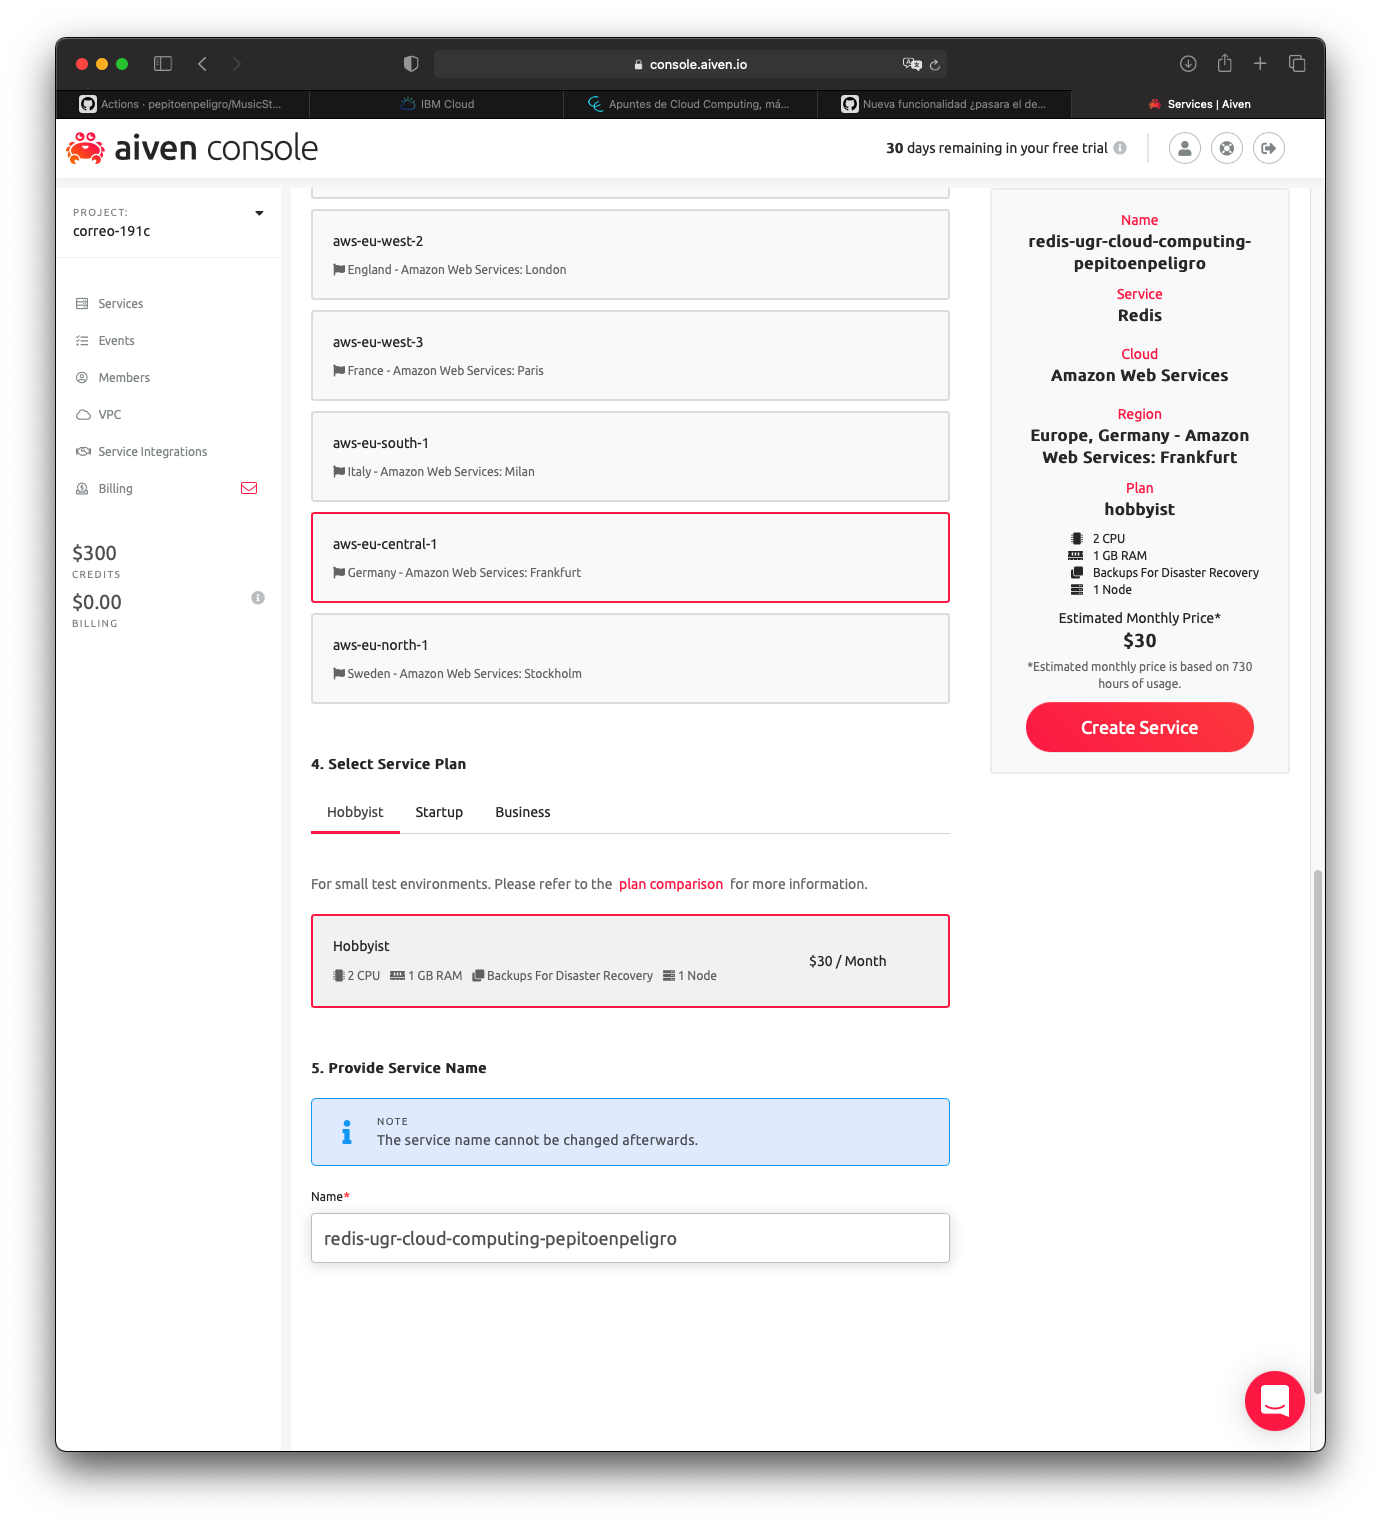 console.aiven.io
Actions · pepitoenpeligro/MusicSt...
IBM Cloud
Apuntes de Cloud Computing, má...
Nueva funcionalidad ¿pasara el de...
Services | Aiven
aiven console
30 days remaining in your free trial
PROJECT:
correo-191c
Services
Events
Members
VPC
Service Integrations
Billing
$300
CREDITS
$0.00
BILLING
aws-eu-west-2
England - Amazon Web Services: London
aws-eu-west-3
France - Amazon Web Services: Paris
aws-eu-south-1
Italy - Amazon Web Services: Milan
aws-eu-central-1
Germany - Amazon Web Services: Frankfurt
aws-eu-north-1
Sweden - Amazon Web Services: Stockholm
4. Select Service Plan
Hobbyist
Startup
Business
For small test environments. Please refer to the plan comparison for more information.
Hobbyist
2 CPU 1 GB RAM Backups For Disaster Recovery 1 Node
$30 / Month
5. Provide Service Name
NOTE
The service name cannot be changed afterwards.
Name*
redis-ugr-cloud-computing-pepitoenpeligro
Name
redis-ugr-cloud-computing-
pepitoenpeligro
Service
Redis
Cloud
Amazon Web Services
Region
Europe, Germany - Amazon
Web Services: Frankfurt
Plan
hobbyist
2 CPU
1 GB RAM
Backups For Disaster Recovery
1 Node
Estimated Monthly Price*
$30
*Estimated monthly price is based on 730
hours of usage.
Create Service